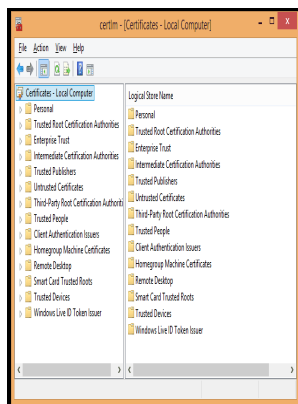 certlm - [Certificates - Local Computer]
File Action View Help
Certificates - Local Computer
Personal
Trusted Root Certification Authorities
Enterprise Trust
Intermediate Certification Authorities
Trusted Publishers
Untrusted Certificates
Third-Party Root Certification Authoriti
Trusted People
Client Authentication Issuers
Homegroup Machine Certificates
Remote Desktop
Smart Card Trusted Roots
Trusted Devices
Windows Live ID Token Issuer
Logical Store Name
Personal
Trusted Root Certification Authorities
Enterprise Trust
Intermediate Certification Authorities
Trusted Publishers
Untrusted Certificates
Third-Party Root Certification Authorities
Trusted People
Client Authentication Issuers
Homegroup Machine Certificates
Remote Desktop
Smart Card Trusted Roots
Trusted Devices
Windows Live ID Token Issuer